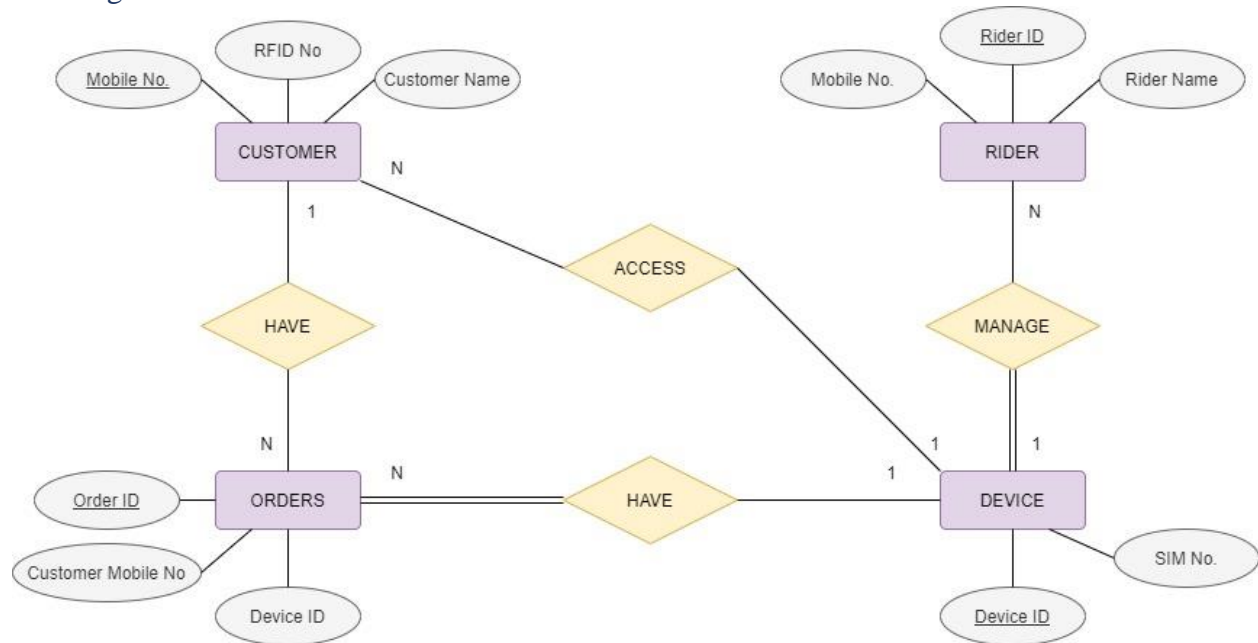 RFID No
Rider ID
Mobile No.
Customer Name
Mobile No.
Rider Name
CUSTOMER
RIDER
N
1
N
ACCESS
HAVE
MANAGE
N
N
1
1
1
Order ID
ORDERS
HAVE
DEVICE
Customer Mobile No
SIM No.
Device ID
Device ID